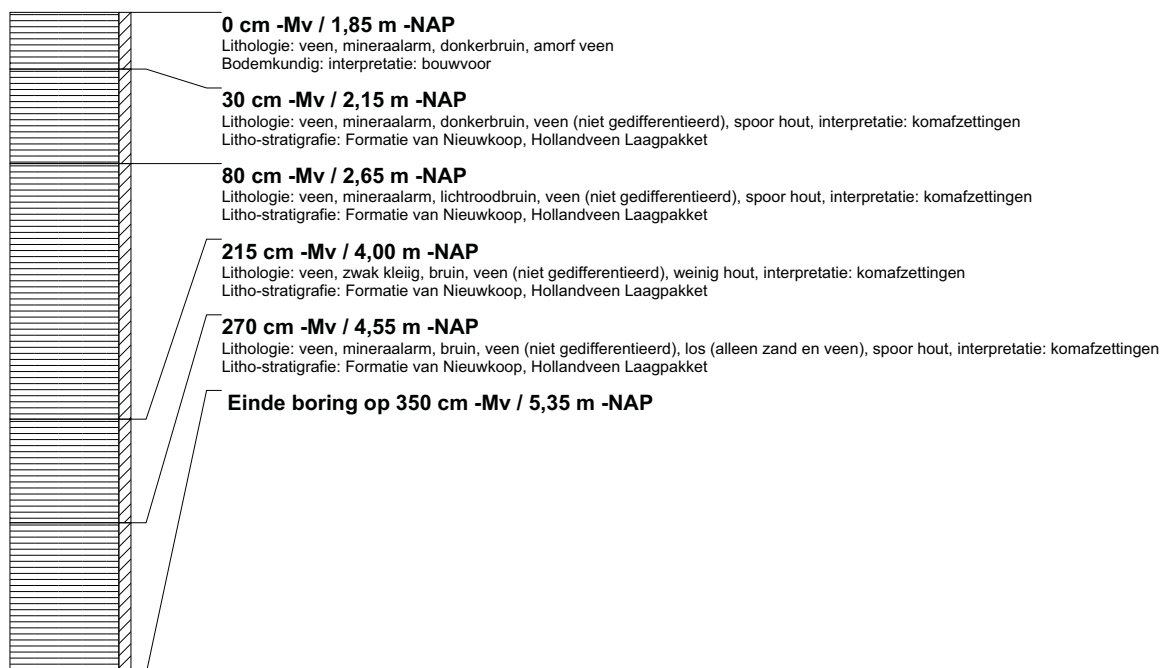 0 cm -Mv / 1,85 m -NAP
Lithologie: veen, mineraalarm, donkerbruin, amorf veen
Bodemkundig: interpretatie: bouwvoor
30 cm -Mv / 2,15 m -NAP
Lithologie: veen, mineraalarm, donkerbruin, veen (niet gedifferentieerd), spoor hout, interpretatie: komafzettingen
Litho-stratigrafie: Formatie van Nieuwkoop, Hollandveen Laagpakket
80 cm -Mv / 2,65 m -NAP
Lithologie: veen, mineraalarm, lichtroodbruin, veen (niet gedifferentieerd), spoor hout, interpretatie: komafzettingen
Litho-stratigrafie: Formatie van Nieuwkoop, Hollandveen Laagpakket
215 cm -Mv / 4,00 m -NAP
Lithologie: veen, zwak kleiig, bruin, veen (niet gedifferentieerd), weinig hout, interpretatie: komafzettingen
Litho-stratigrafie: Formatie van Nieuwkoop, Hollandveen Laagpakket
270 cm -Mv / 4,55 m -NAP
Lithologie: veen, mineraalarm, bruin, veen (niet gedifferentieerd), los (alleen zand en veen), spoor hout, interpretatie: komafzettingen
Litho-stratigrafie: Formatie van Nieuwkoop, Hollandveen Laagpakket
Einde boring op 350 cm -Mv / 5,35 m -NAP